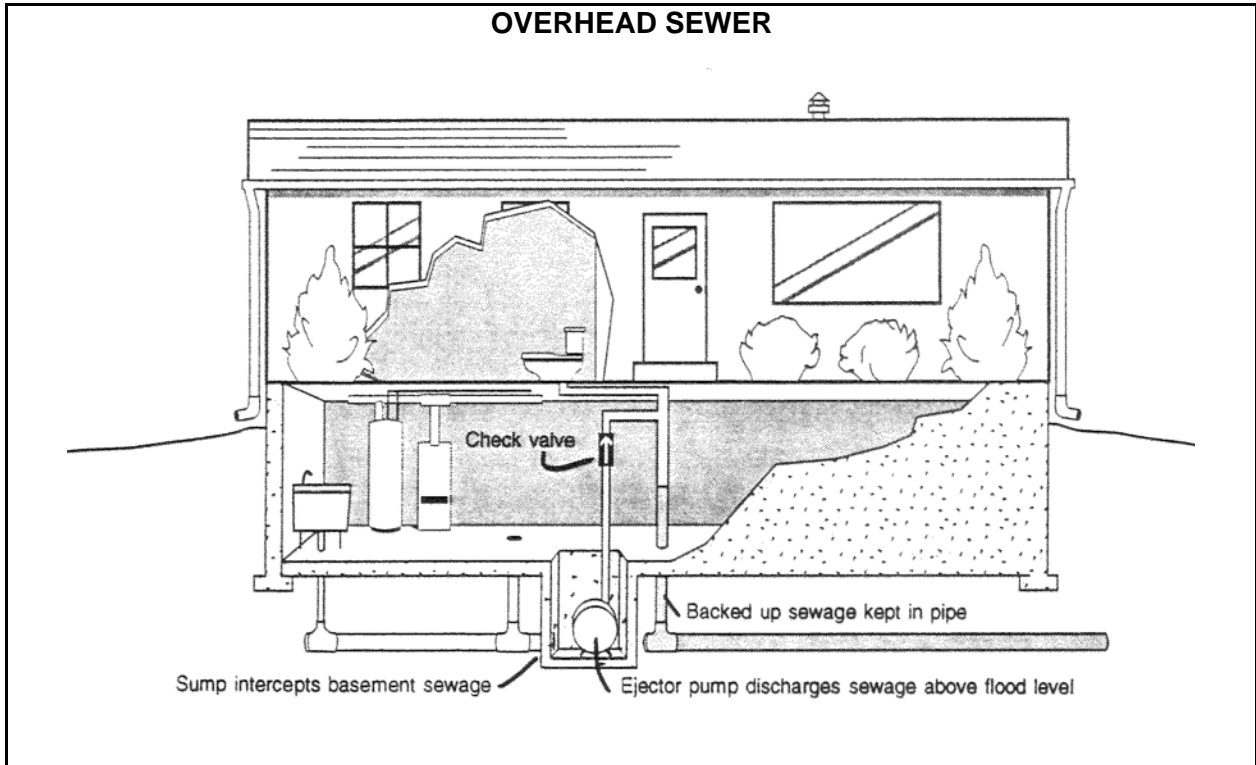 OVERHEAD SEWER
Check valve
Backed up sewage kept in pipe
Sump intercepts basement sewage
Ejector pump discharges sewage above flood level